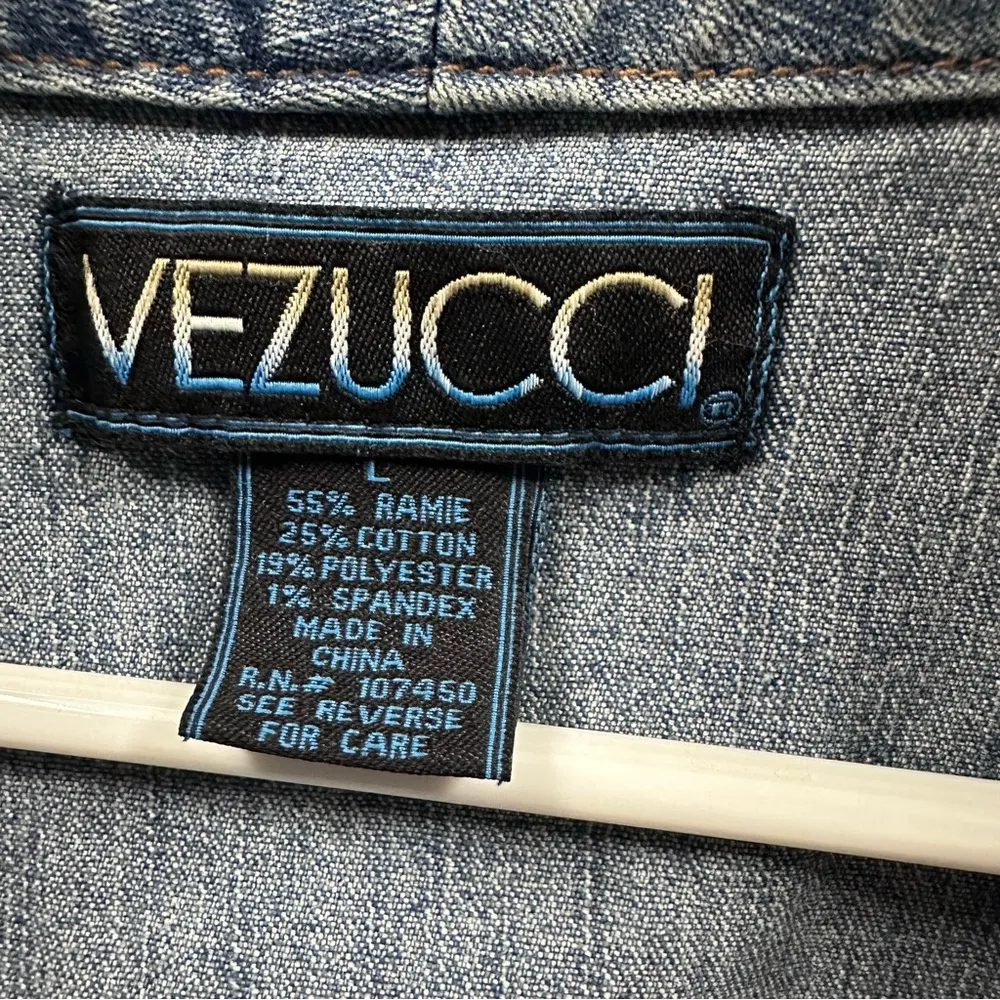 VEZUCCI ®
L
55% RAMIE
25% COTTON
19% POLYESTER
1% SPANDEX
MADE IN
CHINA
R.N.# 107450
SEE REVERSE
FOR CARE